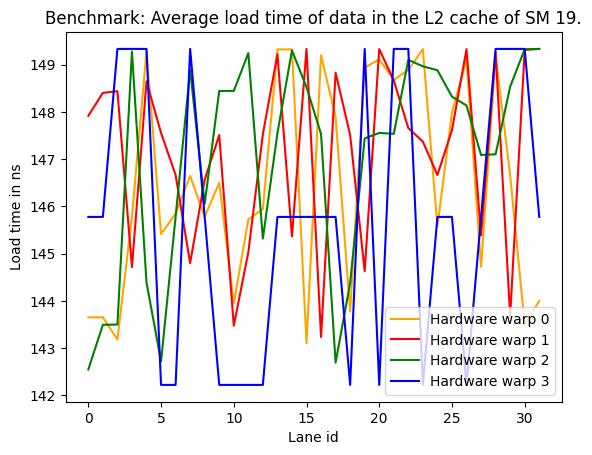 Benchmark: Average load time of data in the L2 cache of SM 19.
149
148
147
146
145
144
143
142
Load time in ns
Hardware warp 0
Hardware warp 1
Hardware warp 2
Hardware warp 3
0 5 10 15 20 25 30
Lane id